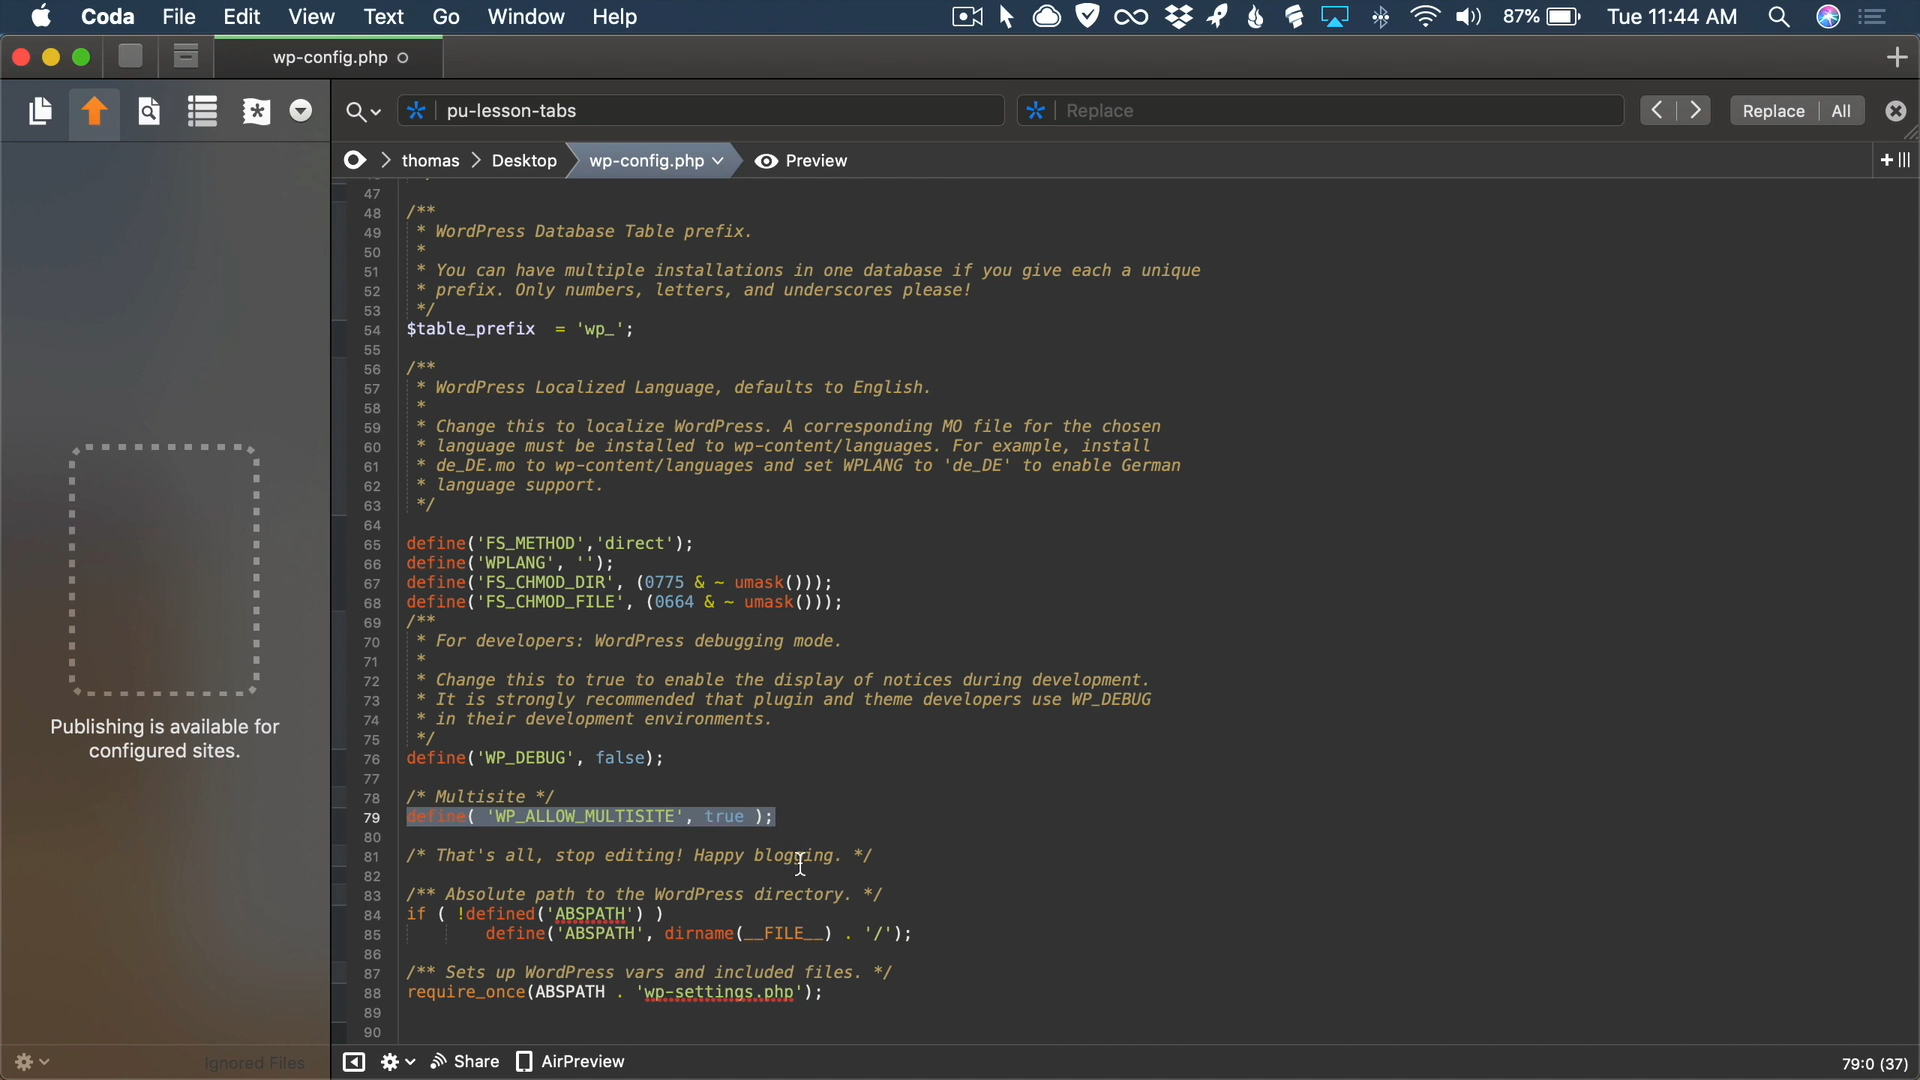 Coda File Edit View Text Go Window Help 87% Tue 11:44 AM
wp-config.php
pu-lesson-tabs Replace Replace All
thomas Desktop wp-config.php Preview
47
48 /**
49 * WordPress Database Table prefix.
50 *
51 * You can have multiple installations in one database if you give each a unique
52 * prefix. Only numbers, letters, and underscores please!
53 */
54 $table_prefix  = 'wp_';
55
56 /**
57 * WordPress Localized Language, defaults to English.
58 *
59 * Change this to localize WordPress. A corresponding MO file for the chosen
60 * language must be installed to wp-content/languages. For example, install
61 * de_DE.mo to wp-content/languages and set WPLANG to 'de_DE' to enable German
62 * language support.
63 */
64
65 define('FS_METHOD','direct');
66 define('WPLANG', '');
67 define('FS_CHMOD_DIR', (0775 & ~ umask()));
68 define('FS_CHMOD_FILE', (0664 & ~ umask()));
69 /**
70 * For developers: WordPress debugging mode.
71 *
72 * Change this to true to enable the display of notices during development.
73 * It is strongly recommended that plugin and theme developers use WP_DEBUG
74 * in their development environments.
75 */
76 define('WP_DEBUG', false);
77
78 /* Multisite */
79 define( 'WP_ALLOW_MULTISITE', true );
80
81 /* That's all, stop editing! Happy blogging. */
82
83 /** Absolute path to the WordPress directory. */
84 if ( !defined('ABSPATH') )
85 define('ABSPATH', dirname(__FILE__) . '/');
86
87 /** Sets up WordPress vars and included files. */
88 require_once(ABSPATH . 'wp-settings.php');
89
90
Publishing is available for
configured sites.
Ignored Files
Share AirPreview 79:0 (37)